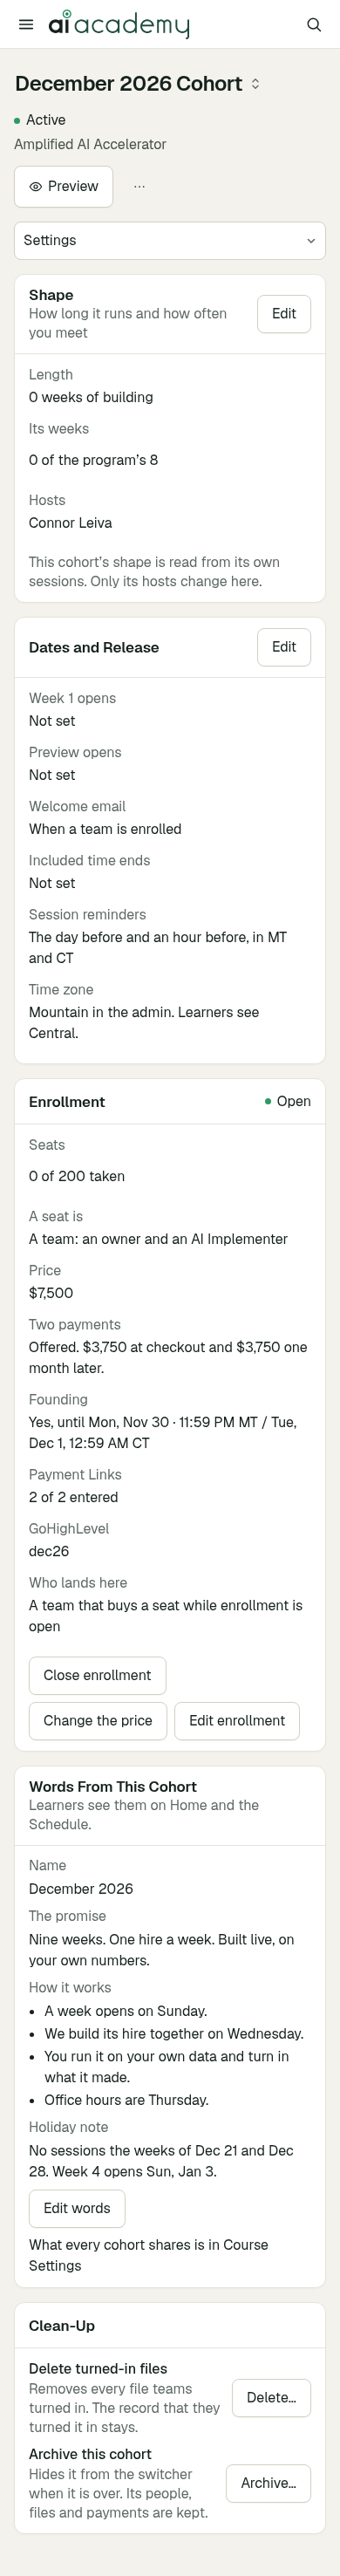 ai academy
December 2026 Cohort
Active
Amplified AI Accelerator
Preview
...
Settings
Shape
How long it runs and how often
you meet
Edit
Length
0 weeks of building
Its weeks
0 of the program’s 8
Hosts
Connor Leiva
This cohort’s shape is read from its own
sessions. Only its hosts change here.
Dates and Release
Edit
Week 1 opens
Not set
Preview opens
Not set
Welcome email
When a team is enrolled
Included time ends
Not set
Session reminders
The day before and an hour before, in MT
and CT
Time zone
Mountain in the admin. Learners see
Central.
Enrollment
Open
Seats
0 of 200 taken
A seat is
A team: an owner and an AI Implementer
Price
$7,500
Two payments
Offered. $3,750 at checkout and $3,750 one
month later.
Founding
Yes, until Mon, Nov 30 · 11:59 PM MT / Tue,
Dec 1, 12:59 AM CT
Payment Links
2 of 2 entered
GoHighLevel
dec26
Who lands here
A team that buys a seat while enrollment is
open
Close enrollment
Change the price
Edit enrollment
Words From This Cohort
Learners see them on Home and the
Schedule.
Name
December 2026
The promise
Nine weeks. One hire a week. Built live, on
your own numbers.
How it works
• A week opens on Sunday.
• We build its hire together on Wednesday.
• You run it on your own data and turn in
what it made.
• Office hours are Thursday.
Holiday note
No sessions the weeks of Dec 21 and Dec
28. Week 4 opens Sun, Jan 3.
Edit words
What every cohort shares is in Course
Settings
Clean-Up
Delete turned-in files
Removes every file teams
turned in. The record that they
turned it in stays.
Delete...
Archive this cohort
Hides it from the switcher
when it is over. Its people,
files and payments are kept.
Archive...